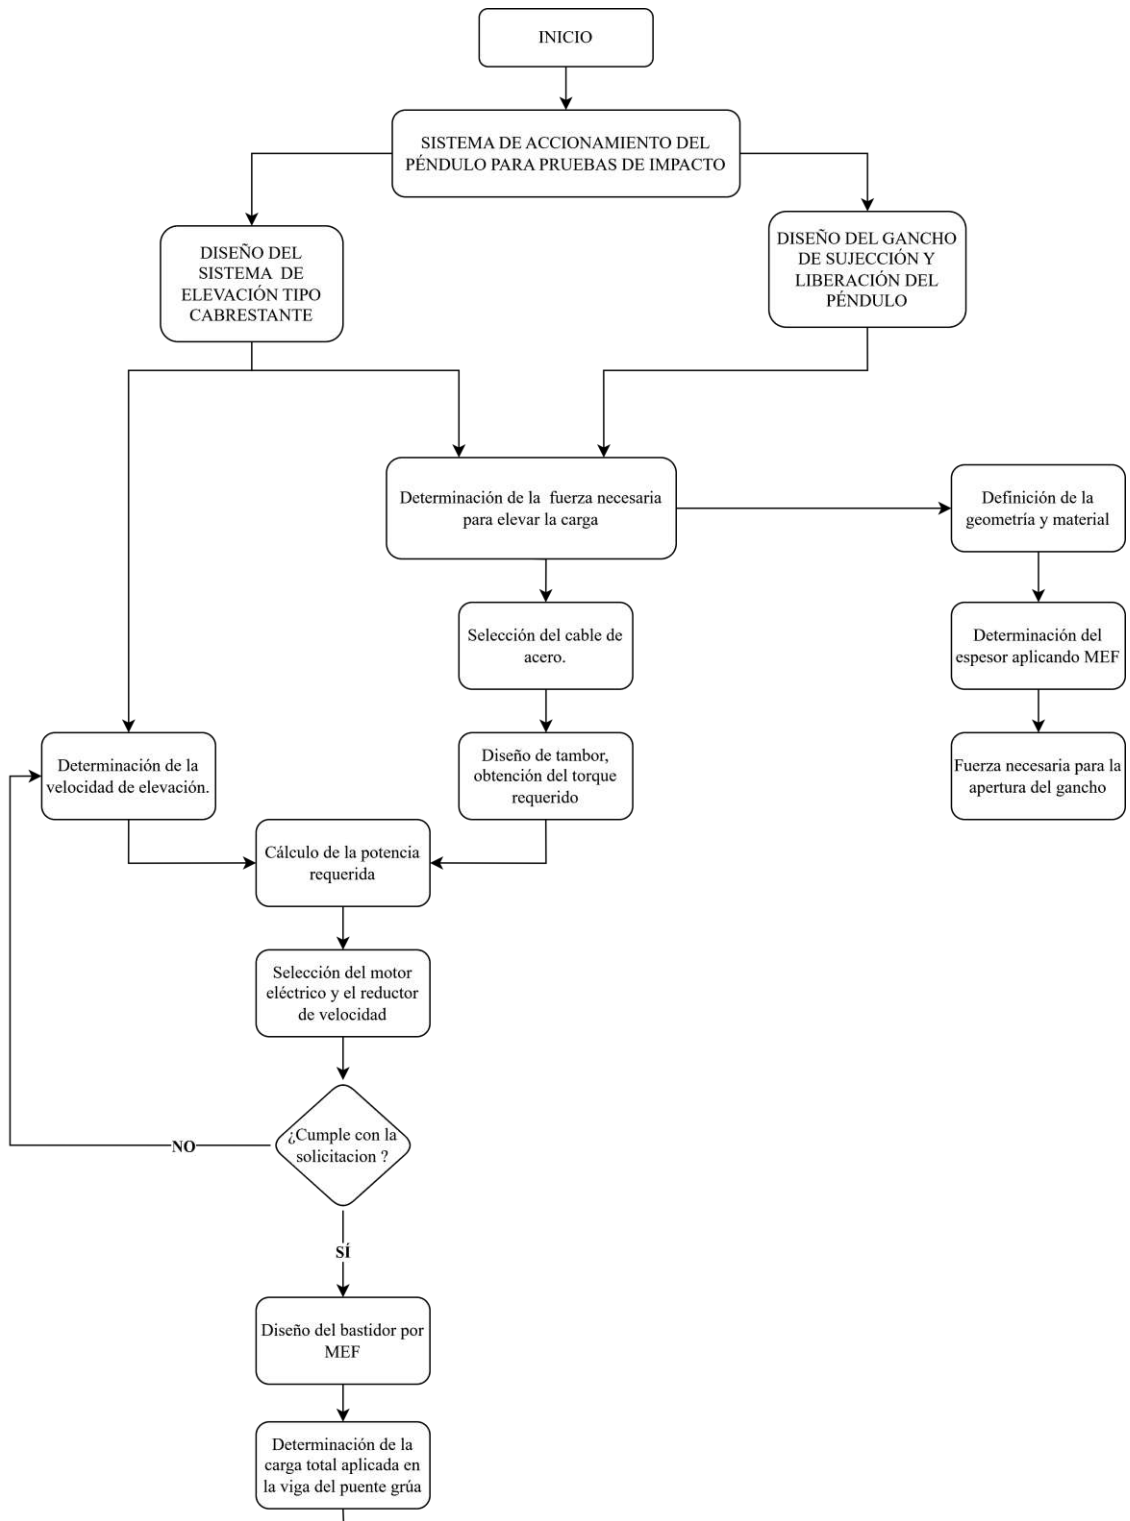 INICIO
SISTEMA DE ACCIONAMIENTO DEL
PÉNDULO PARA PRUEBAS DE IMPACTO
DISEÑO DEL
SISTEMA DE
ELEVACIÓN TIPO
CABRESTANTE
DISEÑO DEL GANCHO
DE SUJECCIÓN Y
LIBERACIÓN DEL
PÉNDULO
Determinación de la fuerza necesaria
para elevar la carga
Definición de la
geometría y material
Selección del cable de
acero.
Determinación del
espesor aplicando MEF
Determinación de la
velocidad de elevación.
Diseño de tambor,
obtención del torque
requerido
Fuerza necesaria para la
apertura del gancho
Cálculo de la potencia
requerida
Selección del motor
eléctrico y el reductor
de velocidad
¿Cumple con la
solicitacion ?
NO
SÍ
Diseño del bastidor por
MEF
Determinación de la
carga total aplicada en
la viga del puente grúa